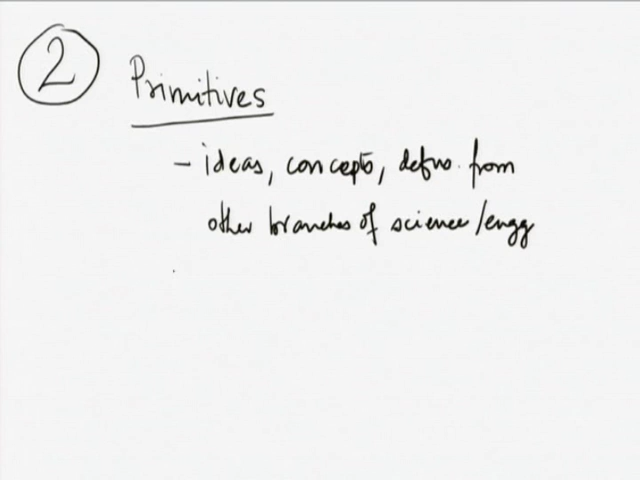 2 Primitives
- ideas, concepts, defns. from
other branches of science/engg